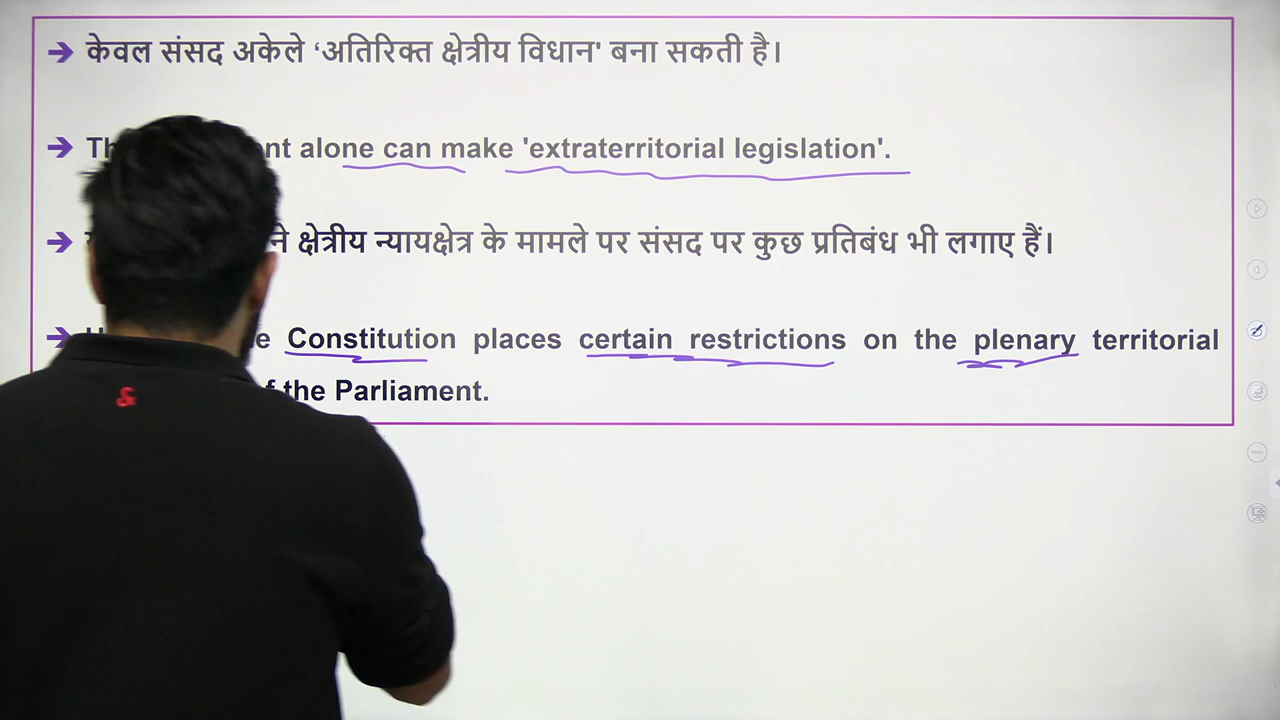 केवल संसद अकेले ‘अतिरिक्त क्षेत्रीय विधान' बना सकती है।
alone can make 'extraterritorial legislation'.
क्षेत्रीय न्यायक्षेत्र के मामले पर संसद पर कुछ प्रतिबंध भी लगाए हैं।
Constitution places certain restrictions on the plenary territorial
the Parliament.
&